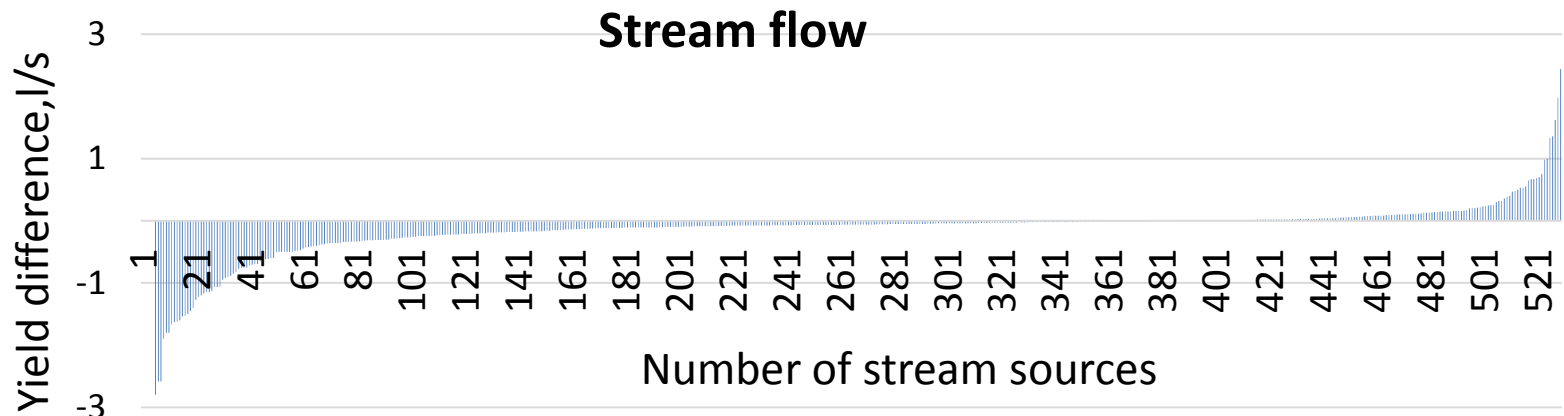 Stream flow
Yield difference,l/s
3
1
-1
-3
1 21 41 61 81 101 121 141 161 181 201 221 241 261 281 301 321 341 361 381 401 421 441 461 481 501 521
Number of stream sources